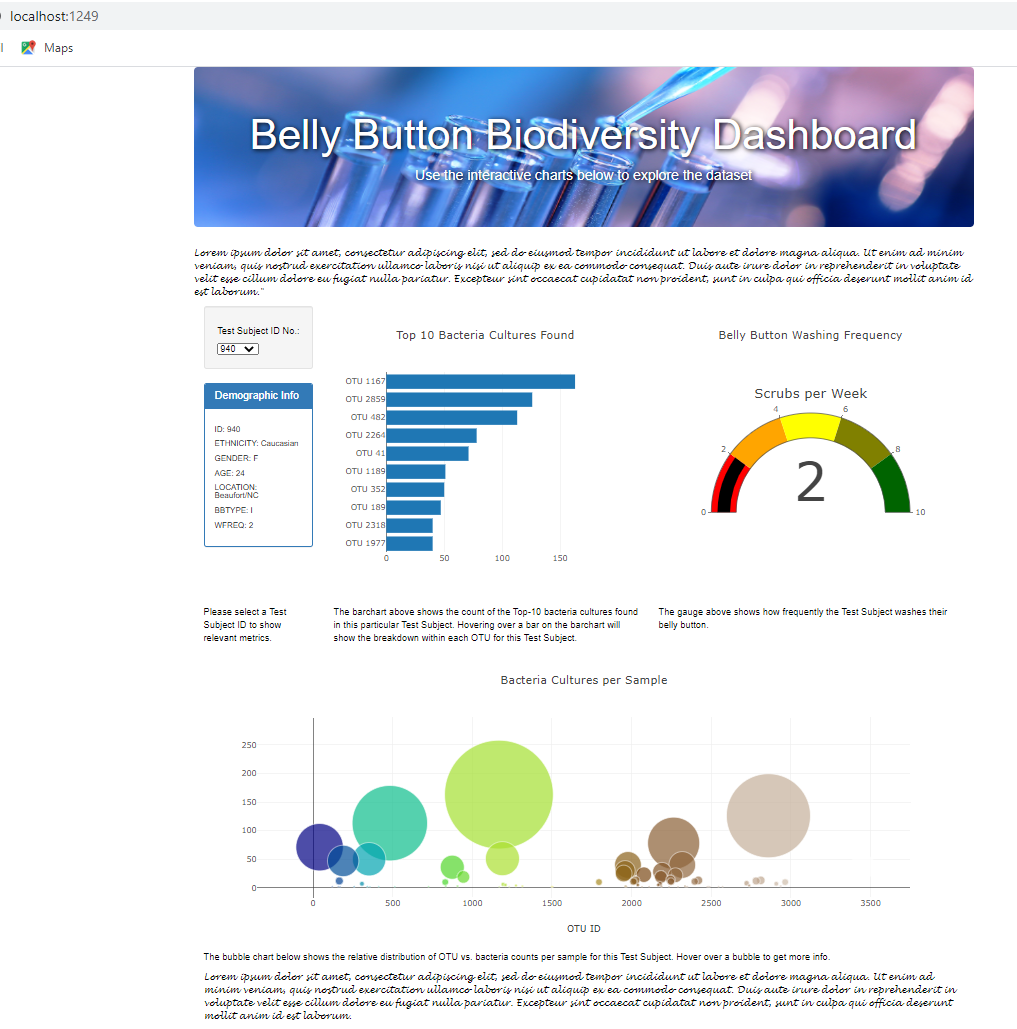 localhost:1249
Maps
Belly Button Biodiversity Dashboard
Use the interactive charts below to explore the dataset
Lorem ipsum dolor sit amet, consectetur adipiscing elit, sed do eiusmod tempor incididunt ut labore et dolore magna aliqua. Ut enim ad minim
veniam, quis nostrud exercitation ullamco laboris nisi ut aliquip ex ea commodo consequat. Duis aute irure dolor in reprehenderit in voluptate
velit esse cillum dolore eu fugiat nulla pariatur. Excepteur sint occaecat cupidatat non proident, sunt in culpa qui officia deserunt mollit anim id
est laborum."
Test Subject ID No.:
940
Demographic Info
ID: 940
ETHNICITY: Caucasian
GENDER: F
AGE: 24
LOCATION:
Beaufort/NC
BBTYPE: I
WFREQ: 2
Top 10 Bacteria Cultures Found
OTU 1167
OTU 2859
OTU 482
OTU 2264
OTU 41
OTU 1189
OTU 352
OTU 189
OTU 2318
OTU 1977
0 50 100 150
Belly Button Washing Frequency
Scrubs per Week
0 2 4 6 8 10
2
Please select a Test
Subject ID to show
relevant metrics.
The barchart above shows the count of the Top-10 bacteria cultures found
in this particular Test Subject. Hovering over a bar on the barchart will
show the breakdown within each OTU for this Test Subject.
The gauge above shows how frequently the Test Subject washes their
belly button.
Bacteria Cultures per Sample
250
200
150
100
50
0
0 500 1000 1500 2000 2500 3000 3500
OTU ID
The bubble chart below shows the relative distribution of OTU vs. bacteria counts per sample for this Test Subject. Hover over a bubble to get more info.
Lorem ipsum dolor sit amet, consectetur adipiscing elit, sed do eiusmod tempor incididunt ut labore et dolore magna aliqua. Ut enim ad
minim veniam, quis nostrud exercitation ullamco laboris nisi ut aliquip ex ea commodo consequat. Duis aute irure dolor in reprehenderit in
voluptate velit esse cillum dolore eu fugiat nulla pariatur. Excepteur sint occaecat cupidatat non proident, sunt in culpa qui officia deserunt
mollit anim id est laborum.